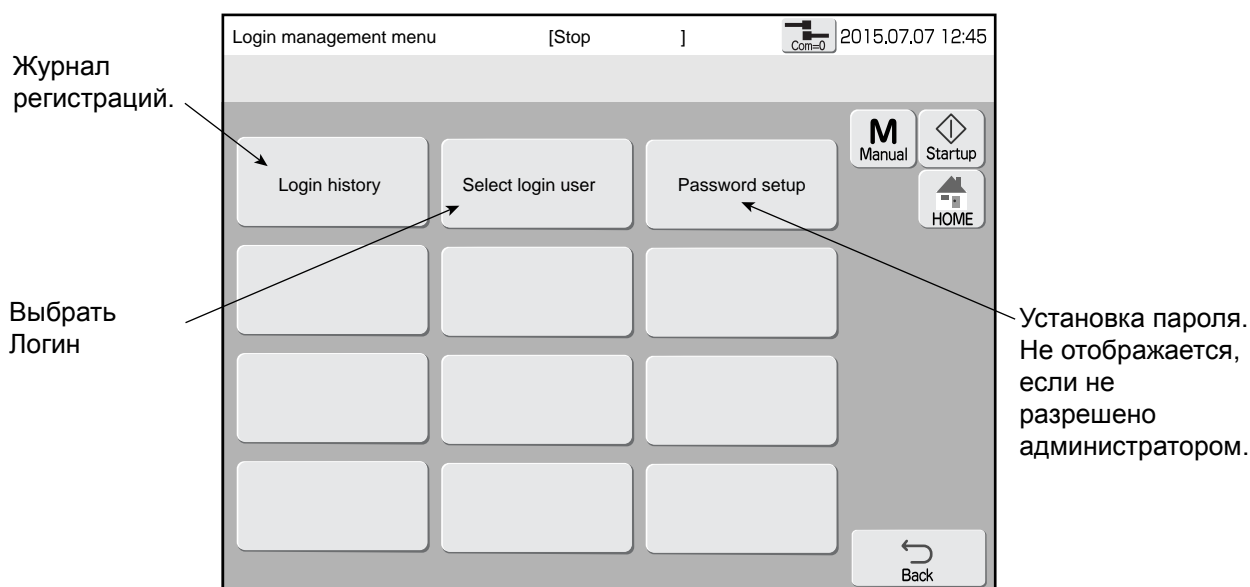 Login management menu [Stop ] Com=0 2015.07.07 12:45
Журнал
регистраций.
M
Manual
Startup
Login history
Select login user
Password setup
HOME
Выбрать
Логин
Установка пароля.
Не отображается,
если не
разрешено
администратором.
Back